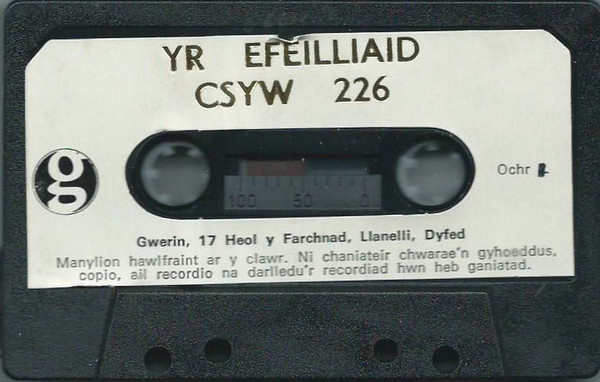 YR EFEILLIAID
CSYW 226
g
Ochr
100 50 0
Gwerin, 17 Heol y Farchnad, Llanelli, Dyfed
Manylion hawlfraint ar y clawr. Ni chaniateir chwarae'n gyhoeddus,
copio, ail recordio na darlledu'r recordiad hwn heb ganiatad.